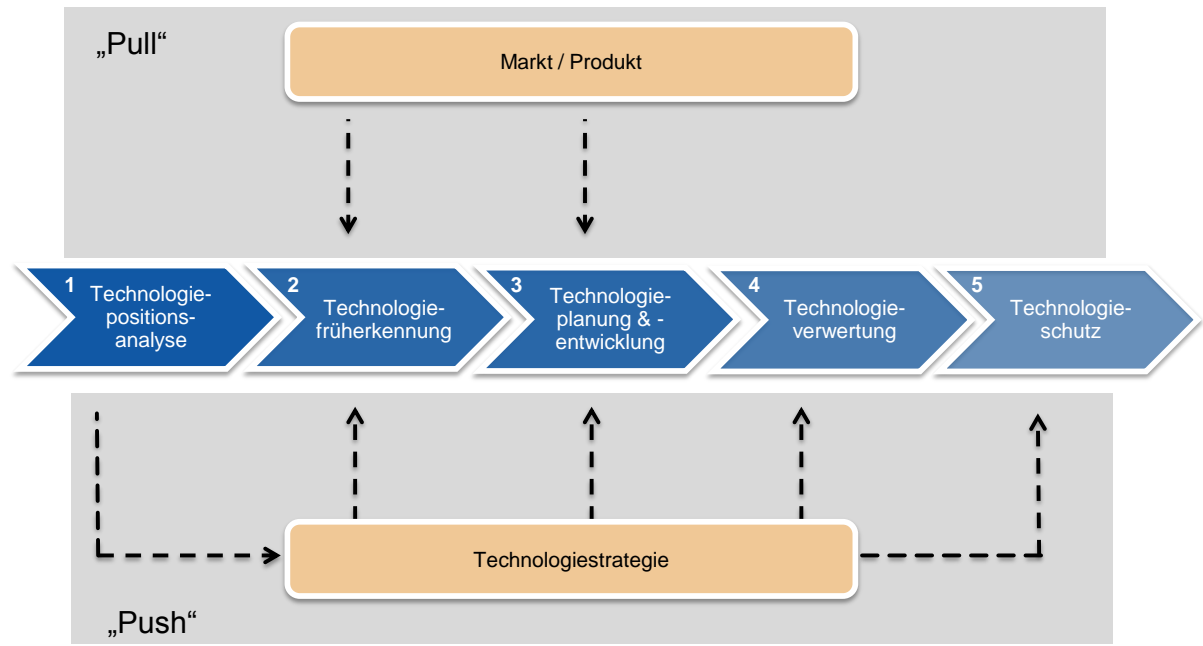 „Pull“
Markt / Produkt
1
Technologie-
positions-
analyse
2
Technologie-
früherkennung
3
Technologie-
planung & -
entwicklung
4
Technologie-
verwertung
5
Technologie-
schutz
Technologiestrategie
„Push“